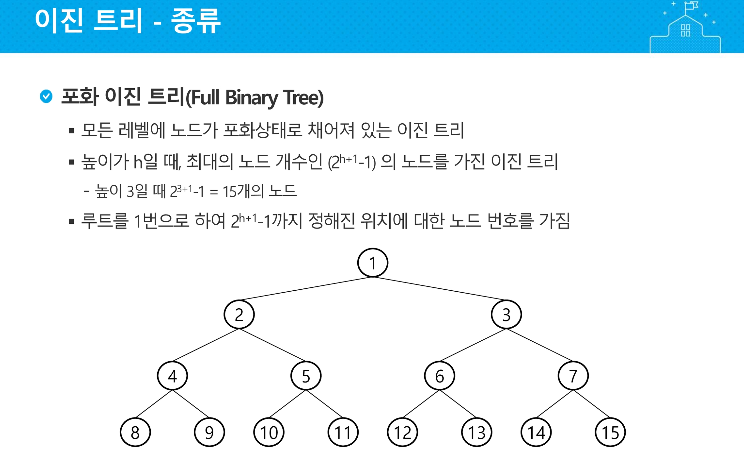 이진 트리 - 종류
포화 이진 트리(Full Binary Tree)
▪ 모든 레벨에 노드가 포화상태로 채어져 있는 이진 트리
▪ 높이가 h일 때, 최대의 노드 개수인 (2ʰ⁺¹-1) 의 노드를 가진 이진 트리
- 높이 3일 때 2³⁺¹-1 = 15개의 노드
▪ 루트를 1번으로 하여 2ʰ⁺¹-1까지 정해진 위치에 대한 노드 번호를 가짐
1
2 3
4 5 6 7
8 9 10 11 12 13 14 15